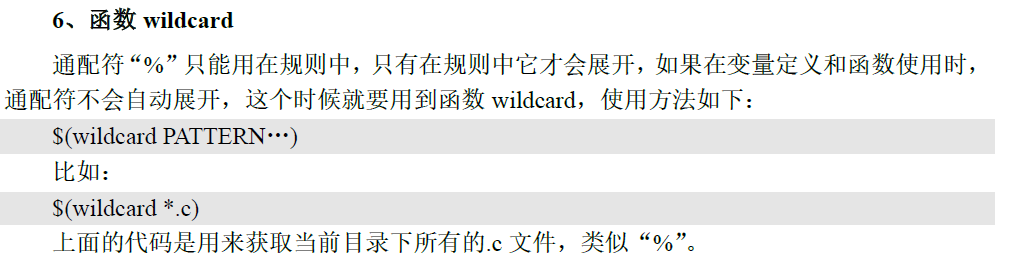 6、函数 wildcard
通配符“%”只能用在规则中，只有在规则中它才会展开，如果在变量定义和函数使用时，
通配符不会自动展开，这个时候就要用到函数 wildcard，使用方法如下：
$(wildcard PATTERN…)
比如：
$(wildcard *.c)
上面的代码是用来获取当前目录下所有的.c 文件，类似“%”。